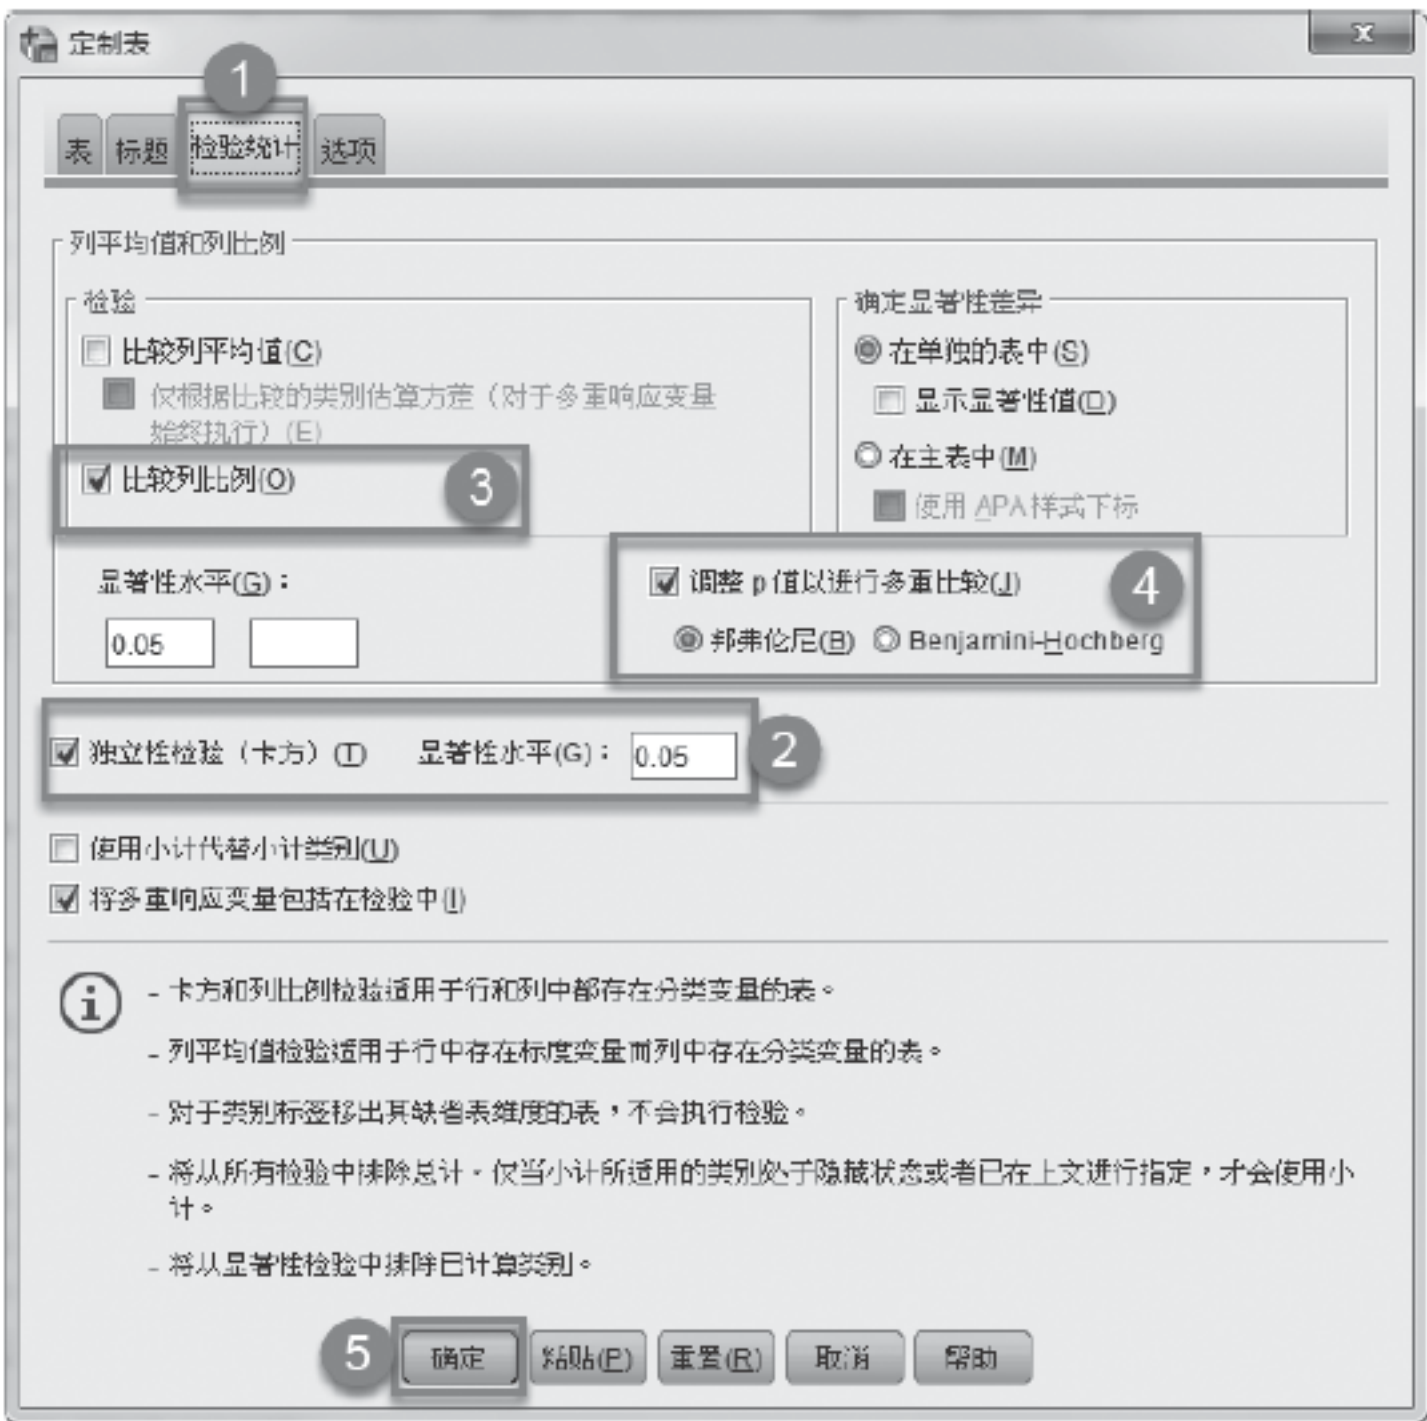 定制表
1
表 标题 检验统计 选项
列平均值和列比例
检验
确定显著性差异
比较列平均值(C)
在单独的表中(S)
仅根据比较的类别估算方差（对于多重响应变量
始终执行）(E)
显示显著性值(D)
在主表中(M)
比较列比例(O)
3
使用 APA 样式下标
显著性水平(G)：
调整 p 值以进行多重比较(J)
4
0.05
邦弗伦尼(B) Benjamini-Hochberg
独立性检验（卡方）(T) 显著性水平(G)： 0.05
2
使用小计代替小计类别(U)
将多重响应变量包括在检验中(I)
- 卡方和列比例检验适用于行和列中都存在分类变量的表。
- 列平均值检验适用于行中存在标度变量而列中存在分类变量的表。
- 对于类别标签移出其缺省表维度的表，不会执行检验。
- 将从所有检验中排除总计。仅当小计所适用的类别处于隐藏状态或者已在上文进行指定，才会使用小
计。
- 将从显著性检验中排除已计算类别。
5
确定 粘贴(P) 重置(R) 取消 帮助